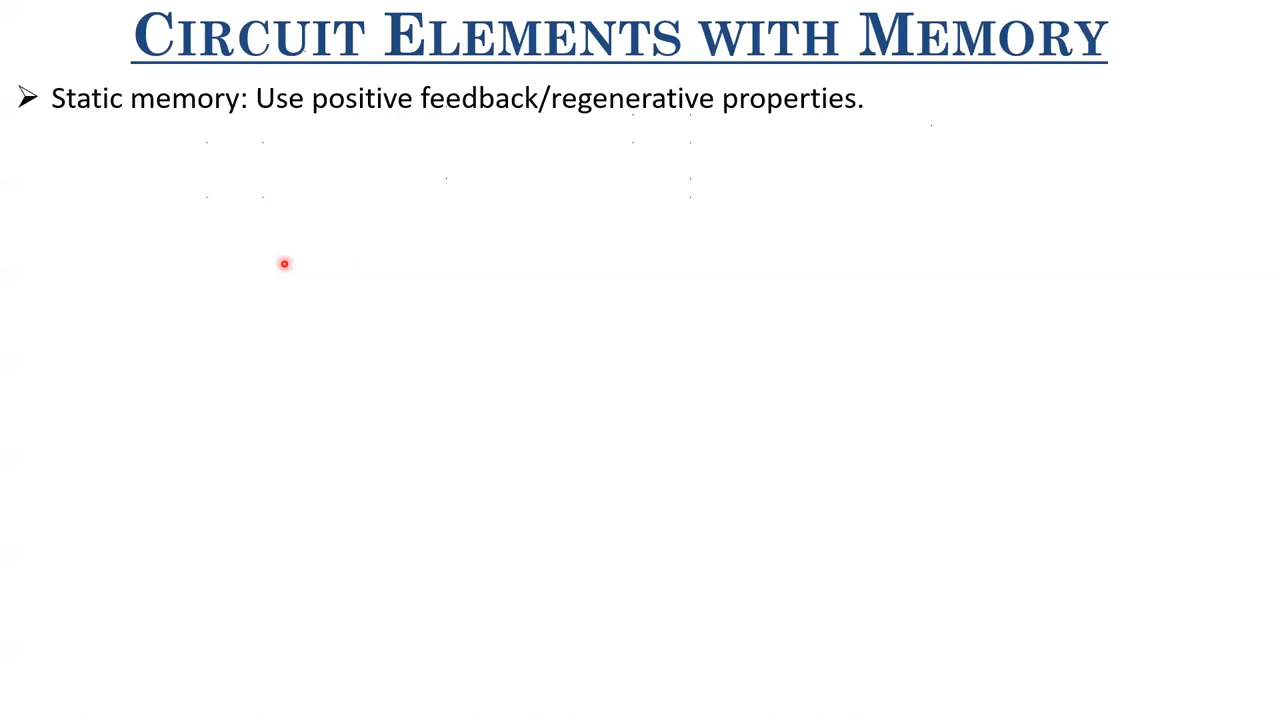 CIRCUIT ELEMENTS WITH MEMORY
➢ Static memory: Use positive feedback/regenerative properties.